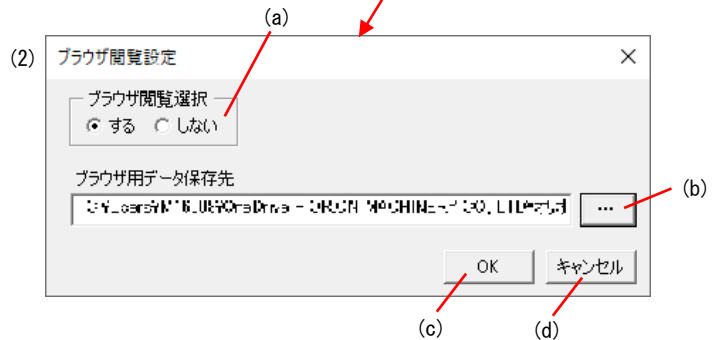 (a)
(2) ブラウザ閲覧設定
ブラウザ閲覧選択
する しない
ブラウザ用データ保存先
(b)
...
OK キャンセル
(c) (d)